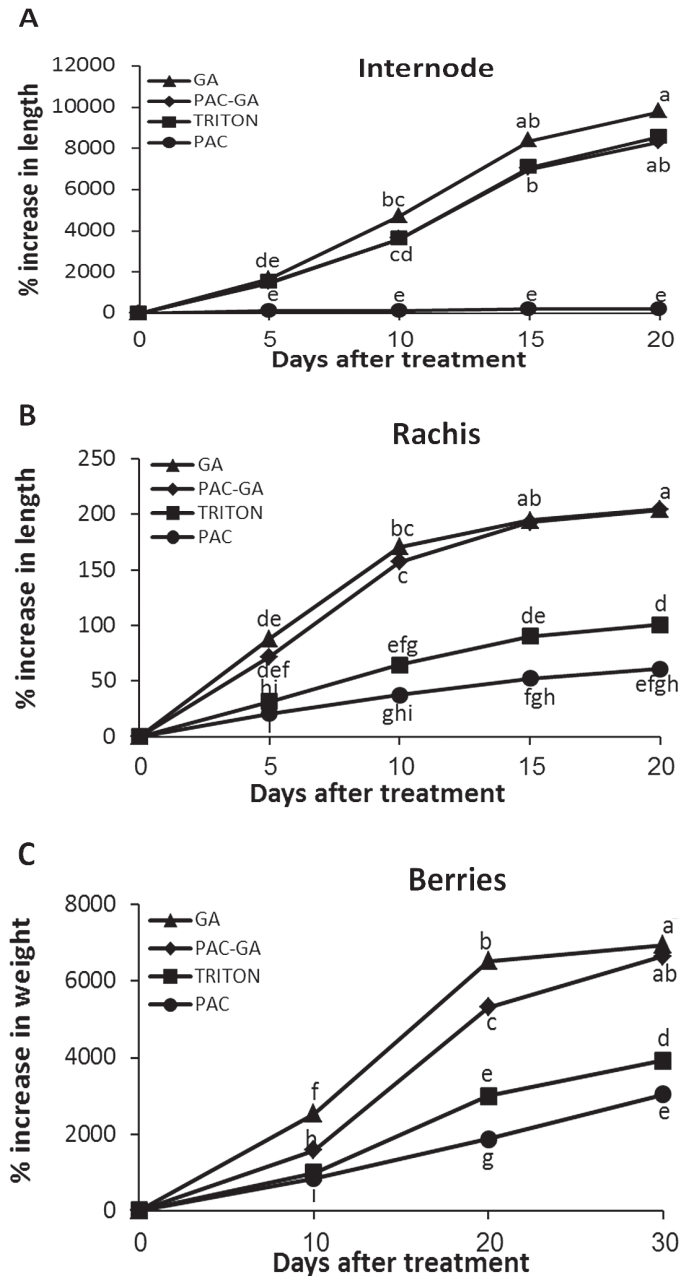 A
Internode
12000
10000
8000
6000
4000
2000
0
% increase in length
GA
PAC-GA
TRITON
PAC
de
bc
ab
a
cd
b
ab
e
e
e
e
0 5 10 15 20
Days after treatment
B
Rachis
250
200
150
100
50
0
% increase in length
GA
PAC-GA
TRITON
PAC
de
bc
ab
a
def
c
hi
efg
de
d
ghi
fgh
efgh
0 5 10 15 20
Days after treatment
C
Berries
8000
6000
4000
2000
0
% increase in weight
GA
PAC-GA
TRITON
PAC
f
b
a
h
c
ab
e
d
g
e
0 10 20 30
Days after treatment